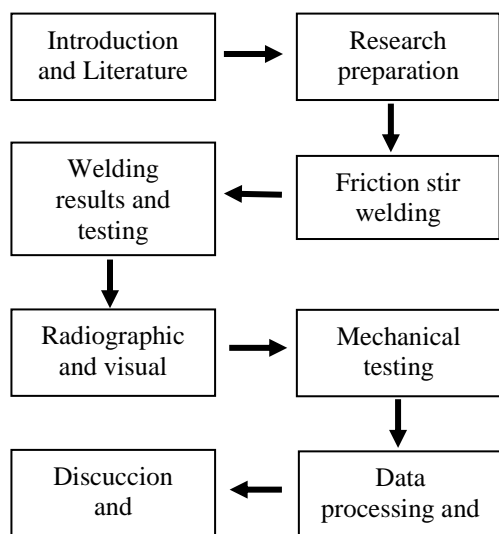 Introduction
and Literature
Research
preparation
Friction stir
welding
Welding
results and
testing
Radiographic
and visual
Mechanical
testing
Data
processing and
Discuccion
and